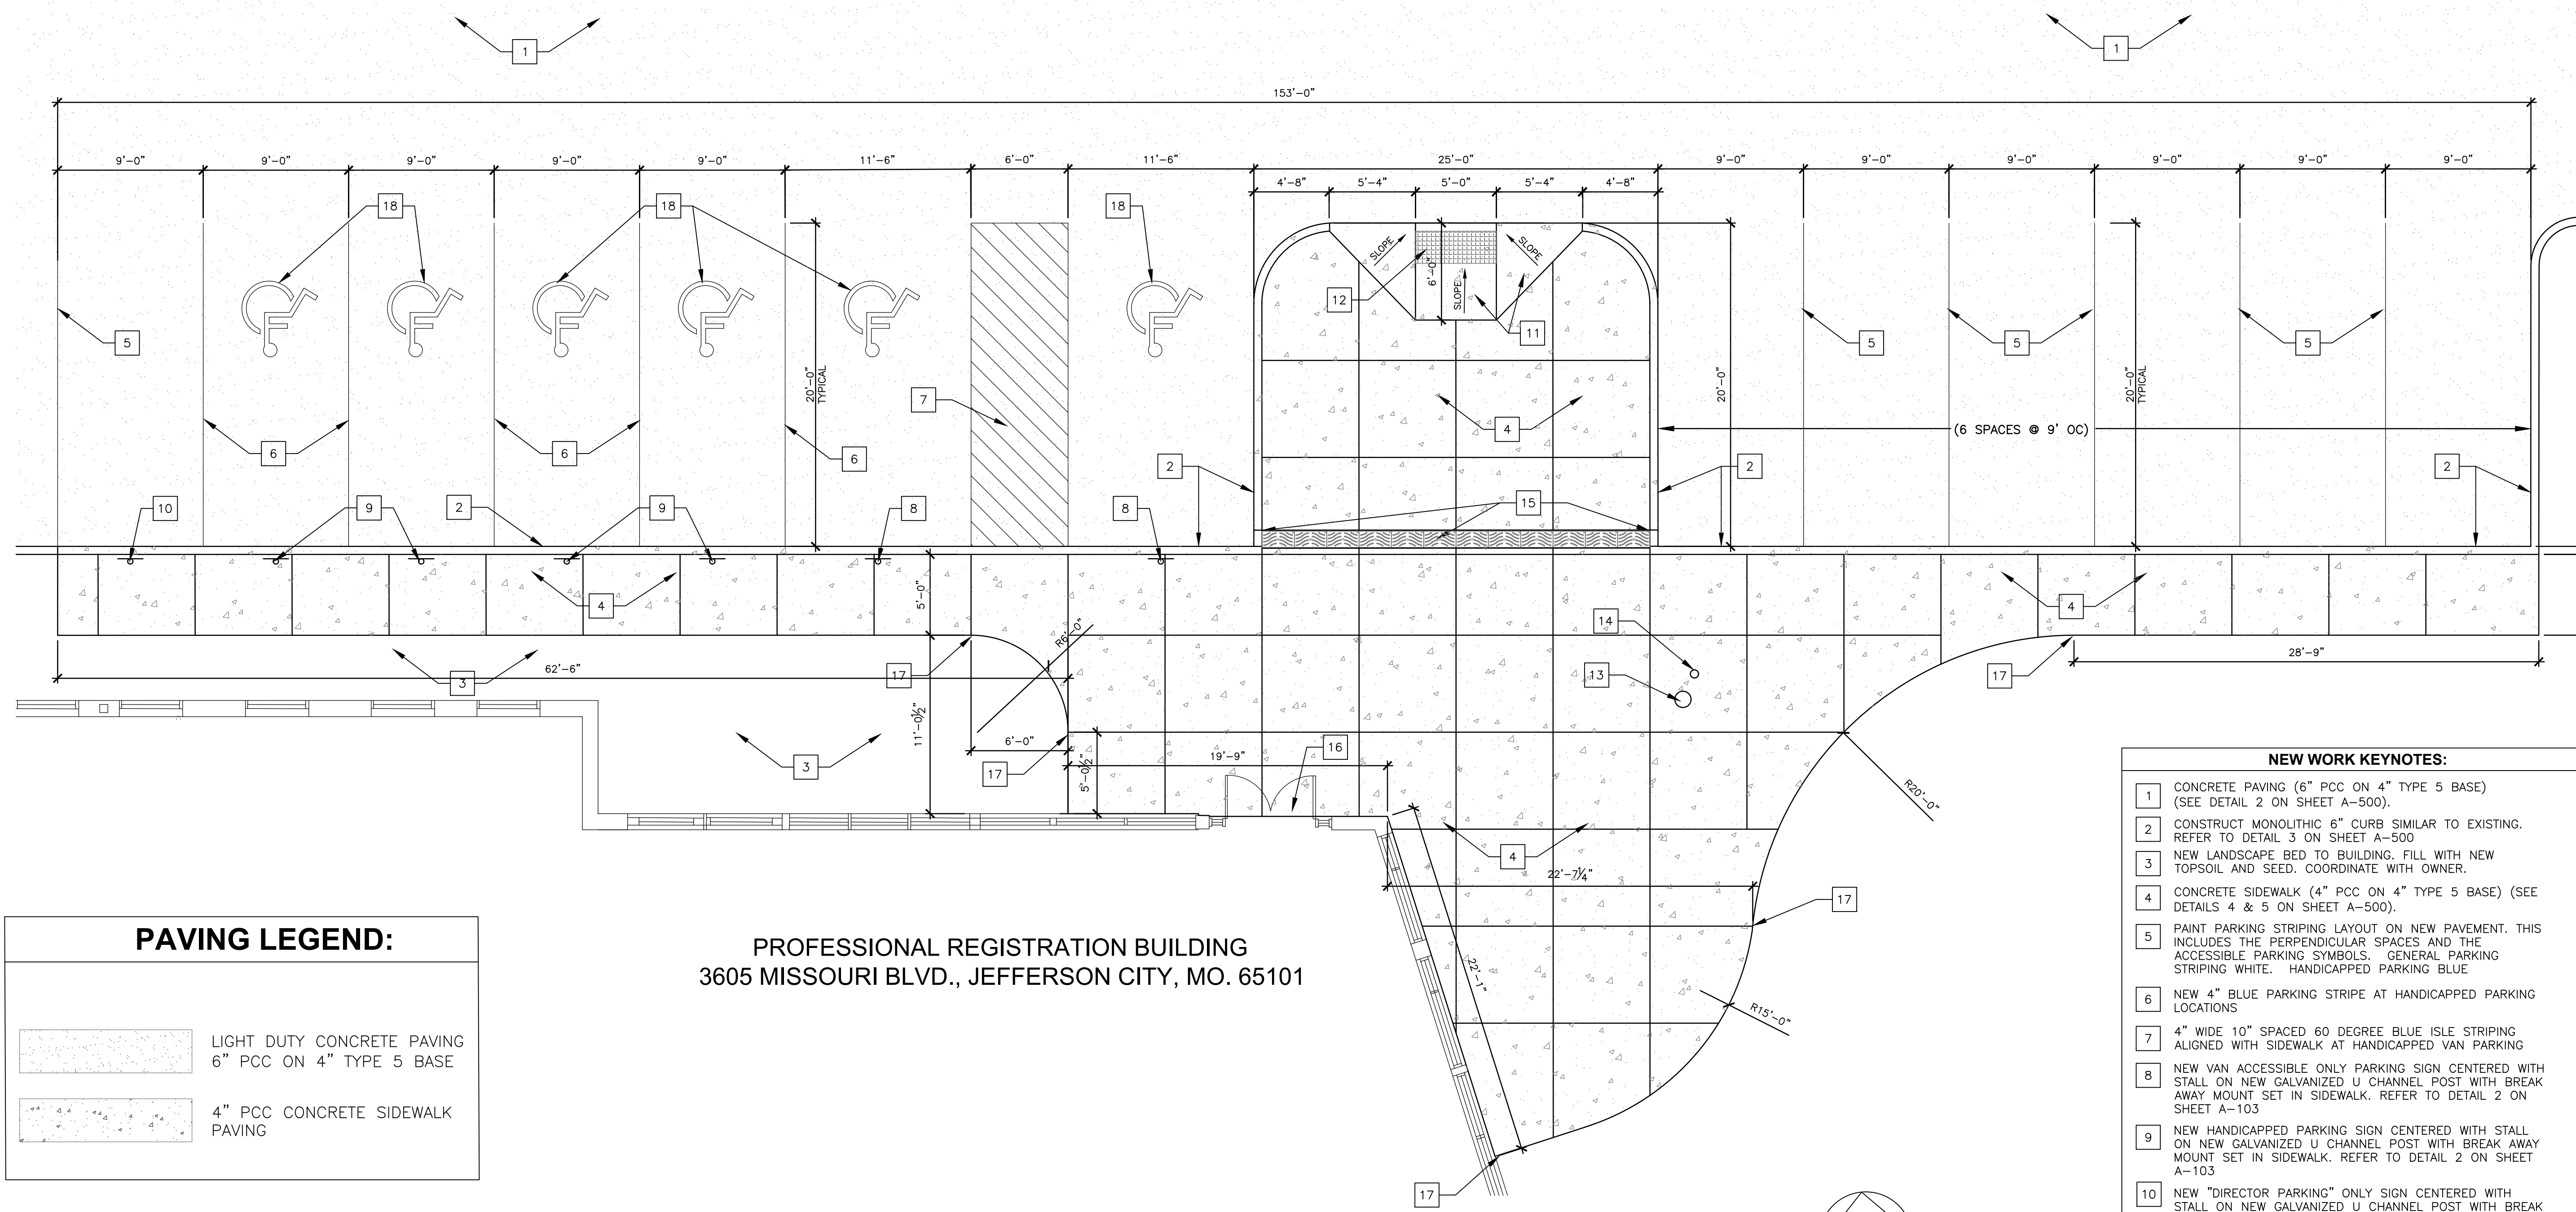 1
1
153'-0"
9'-0" 9'-0" 9'-0" 9'-0" 9'-0" 11'-6" 6'-0" 11'-6" 25'-0" 9'-0" 9'-0" 9'-0" 9'-0" 9'-0" 9'-0"
4'-8" 5'-4" 5'-0" 5'-4" 4'-8"
18 18 18
SLOPE
SLOPE
6'-0"
SLOPE
12
11
5 5 5 5
20'-0"
TYPICAL
20'-0"
20'-0"
TYPICAL
7
4
(6 SPACES @ 9' OC)
6 6 6
2 2 2
10 9 2 9 8 8 15
4
5'-0"
4
14
R6'-0"
13
3
62'-6"
17
17
28'-9"
11'-0½"
6'-0"
3
17
5'-0½"
19'-9"
16
R20'-0"
4
22'-7¼"
17
22'-1"
R15'-0"
17
PROFESSIONAL REGISTRATION BUILDING
3605 MISSOURI BLVD., JEFFERSON CITY, MO. 65101
PAVING LEGEND:
LIGHT DUTY CONCRETE PAVING
6" PCC ON 4" TYPE 5 BASE
4" PCC CONCRETE SIDEWALK
PAVING
NEW WORK KEYNOTES:
1 CONCRETE PAVING (6" PCC ON 4" TYPE 5 BASE)
(SEE DETAIL 2 ON SHEET A-500).
2 CONSTRUCT MONOLITHIC 6" CURB SIMILAR TO EXISTING.
REFER TO DETAIL 3 ON SHEET A-500
3 NEW LANDSCAPE BED TO BUILDING. FILL WITH NEW
TOPSOIL AND SEED. COORDINATE WITH OWNER.
4 CONCRETE SIDEWALK (4" PCC ON 4" TYPE 5 BASE) (SEE
DETAILS 4 & 5 ON SHEET A-500).
5 PAINT PARKING STRIPING LAYOUT ON NEW PAVEMENT. THIS
INCLUDES THE PERPENDICULAR SPACES AND THE
ACCESSIBLE PARKING SYMBOLS. GENERAL PARKING
STRIPING WHITE. HANDICAPPED PARKING BLUE
6 NEW 4" BLUE PARKING STRIPE AT HANDICAPPED PARKING
LOCATIONS
7 4" WIDE 10" SPACED 60 DEGREE BLUE ISLE STRIPING
ALIGNED WITH SIDEWALK AT HANDICAPPED VAN PARKING
8 NEW VAN ACCESSIBLE ONLY PARKING SIGN CENTERED WITH
STALL ON NEW GALVANIZED U CHANNEL POST WITH BREAK
AWAY MOUNT SET IN SIDEWALK. REFER TO DETAIL 2 ON
SHEET A-103
9 NEW HANDICAPPED PARKING SIGN CENTERED WITH STALL
ON NEW GALVANIZED U CHANNEL POST WITH BREAK AWAY
MOUNT SET IN SIDEWALK. REFER TO DETAIL 2 ON SHEET
A-103
10 NEW "DIRECTOR PARKING" ONLY SIGN CENTERED WITH
STALL ON NEW GALVANIZED U CHANNEL POST WITH BREAK